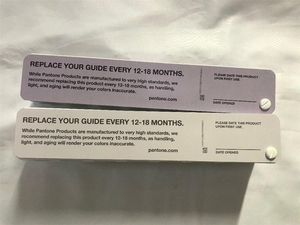 REPLACE YOUR GUIDE EVERY 12-18 MONTHS.
While Pantone Products are manufactured to very high standards, we
recommend replacing this product every 12-18 months, as handling,
light, and aging will render your colors inaccurate.
pantone.com
PLEASE DATE THIS PRODUCT
UPON FIRST USE.
DATE OPENED
REPLACE YOUR GUIDE EVERY 12-18 MONTHS.
While Pantone Products are manufactured to very high standards, we
recommend replacing this product every 12-18 months, as handling,
light, and aging will render your colors inaccurate.
pantone.com
PLEASE DATE THIS PRODUCT
UPON FIRST USE.
DATE OPENED